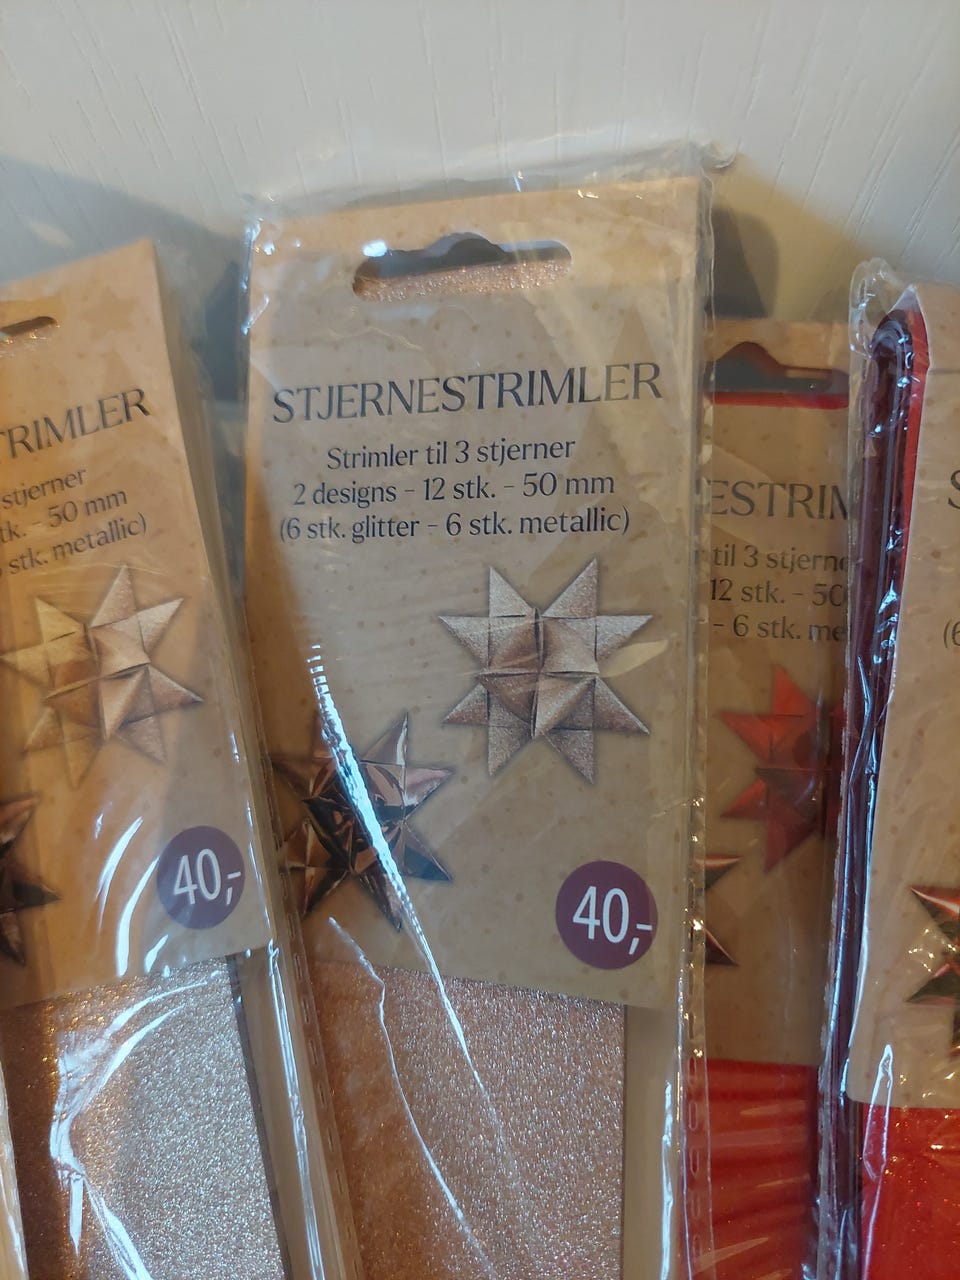 STJERNESTRIMLER
Strimler til 3 stjerner
2 designs - 12 stk. - 50 mm
(6 stk. glitter - 6 stk. metallic)
40,-
TRIMLER
stjerner
tk. - 50 mm
stk. metallic)
40,-
ESTRIM
til 3 stjerne
12 stk. - 50
- 6 stk. me
S
(6